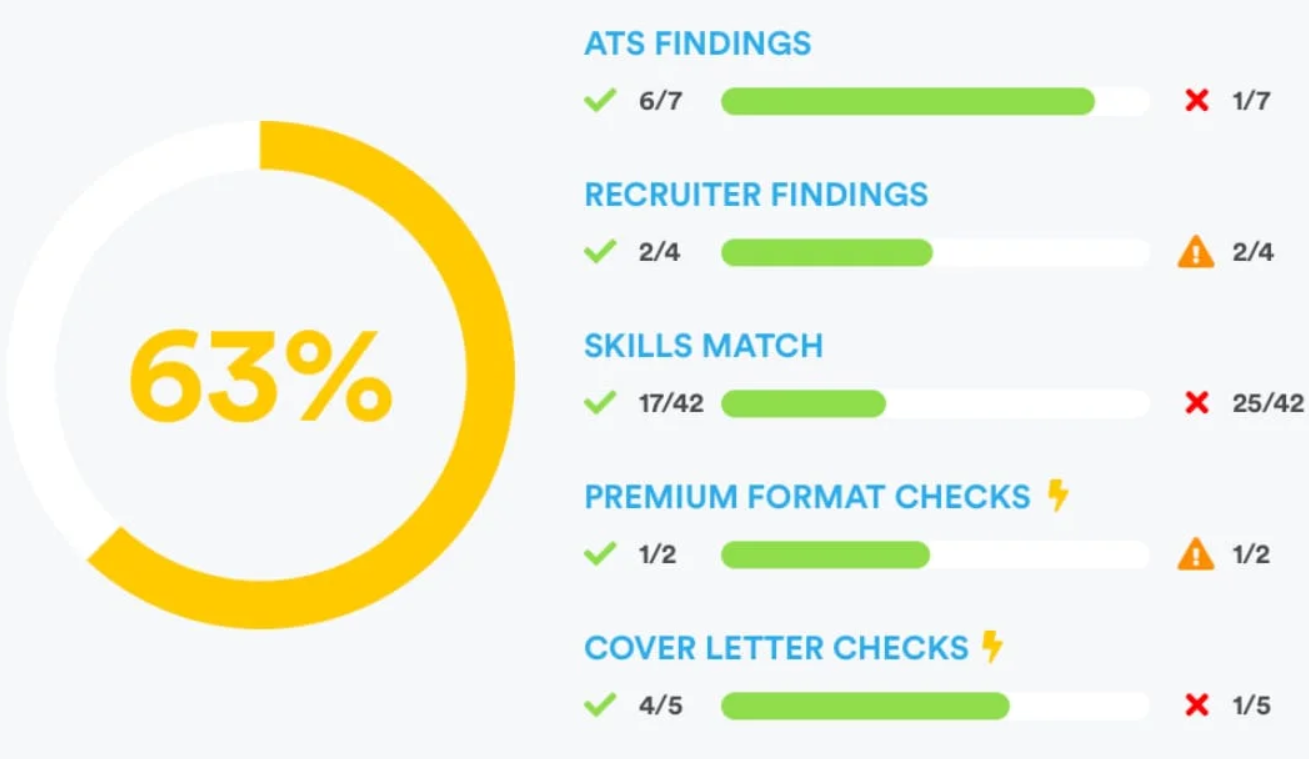 63%
ATS FINDINGS
6/7 1/7
RECRUITER FINDINGS
2/4 2/4
SKILLS MATCH
17/42 25/42
PREMIUM FORMAT CHECKS
1/2 1/2
COVER LETTER CHECKS
4/5 1/5